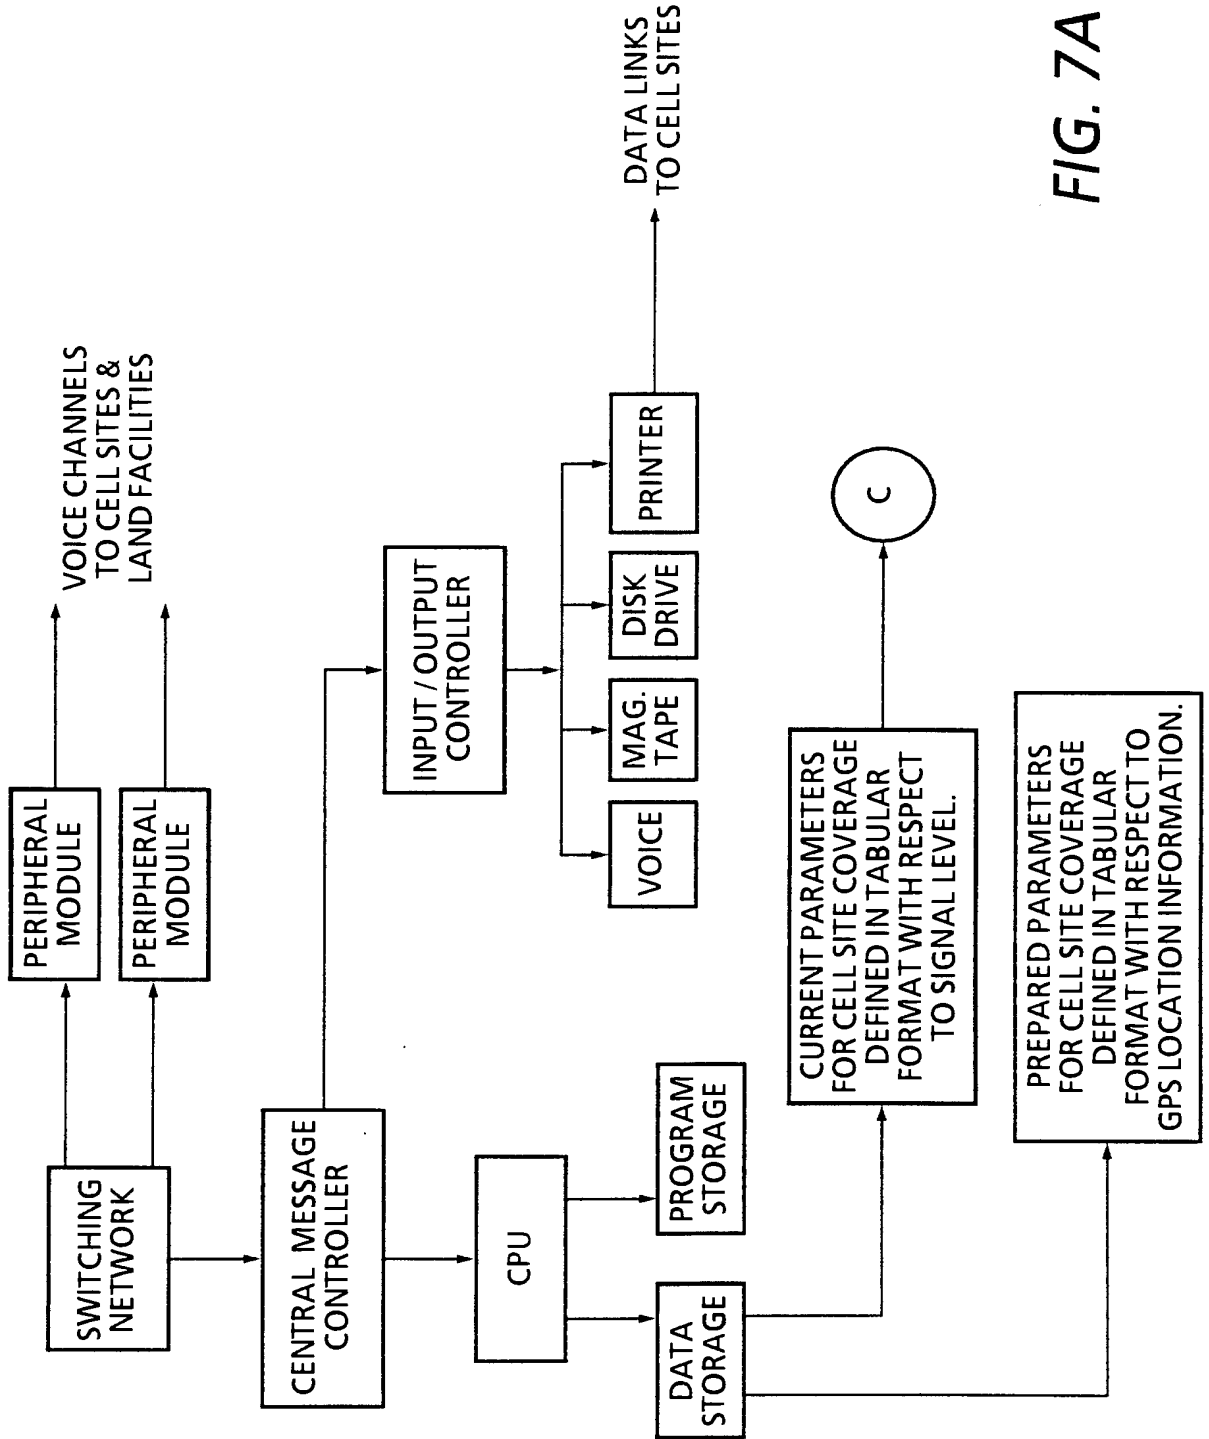 VOICE CHANNELS
TO CELL SITES &
LAND FACILITIES
PERIPHERAL
MODULE
PERIPHERAL
MODULE
SWITCHING
NETWORK
CENTRAL MESSAGE
CONTROLLER
INPUT / OUTPUT
CONTROLLER
CPU
VOICE
MAG.
TAPE
DISK
DRIVE
PRINTER
DATA LINKS
TO CELL SITES
DATA
STORAGE
PROGRAM
STORAGE
CURRENT PARAMETERS
FOR CELL SITE COVERAGE
DEFINED IN TABULAR
FORMAT WITH RESPECT
TO SIGNAL LEVEL.
C
PREPARED PARAMETERS
FOR CELL SITE COVERAGE
DEFINED IN TABULAR
FORMAT WITH RESPECT TO
GPS LOCATION INFORMATION.
FIG. 7A